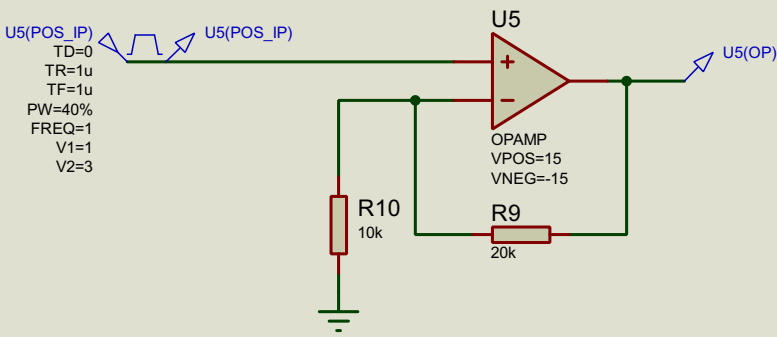 U5(POS_IP)
TD=0
TR=1u
TF=1u
PW=40%
FREQ=1
V1=1
V2=3
U5(POS_IP)
U5
OPAMP
VPOS=15
VNEG=-15
U5(OP)
R10
10k
R9
20k